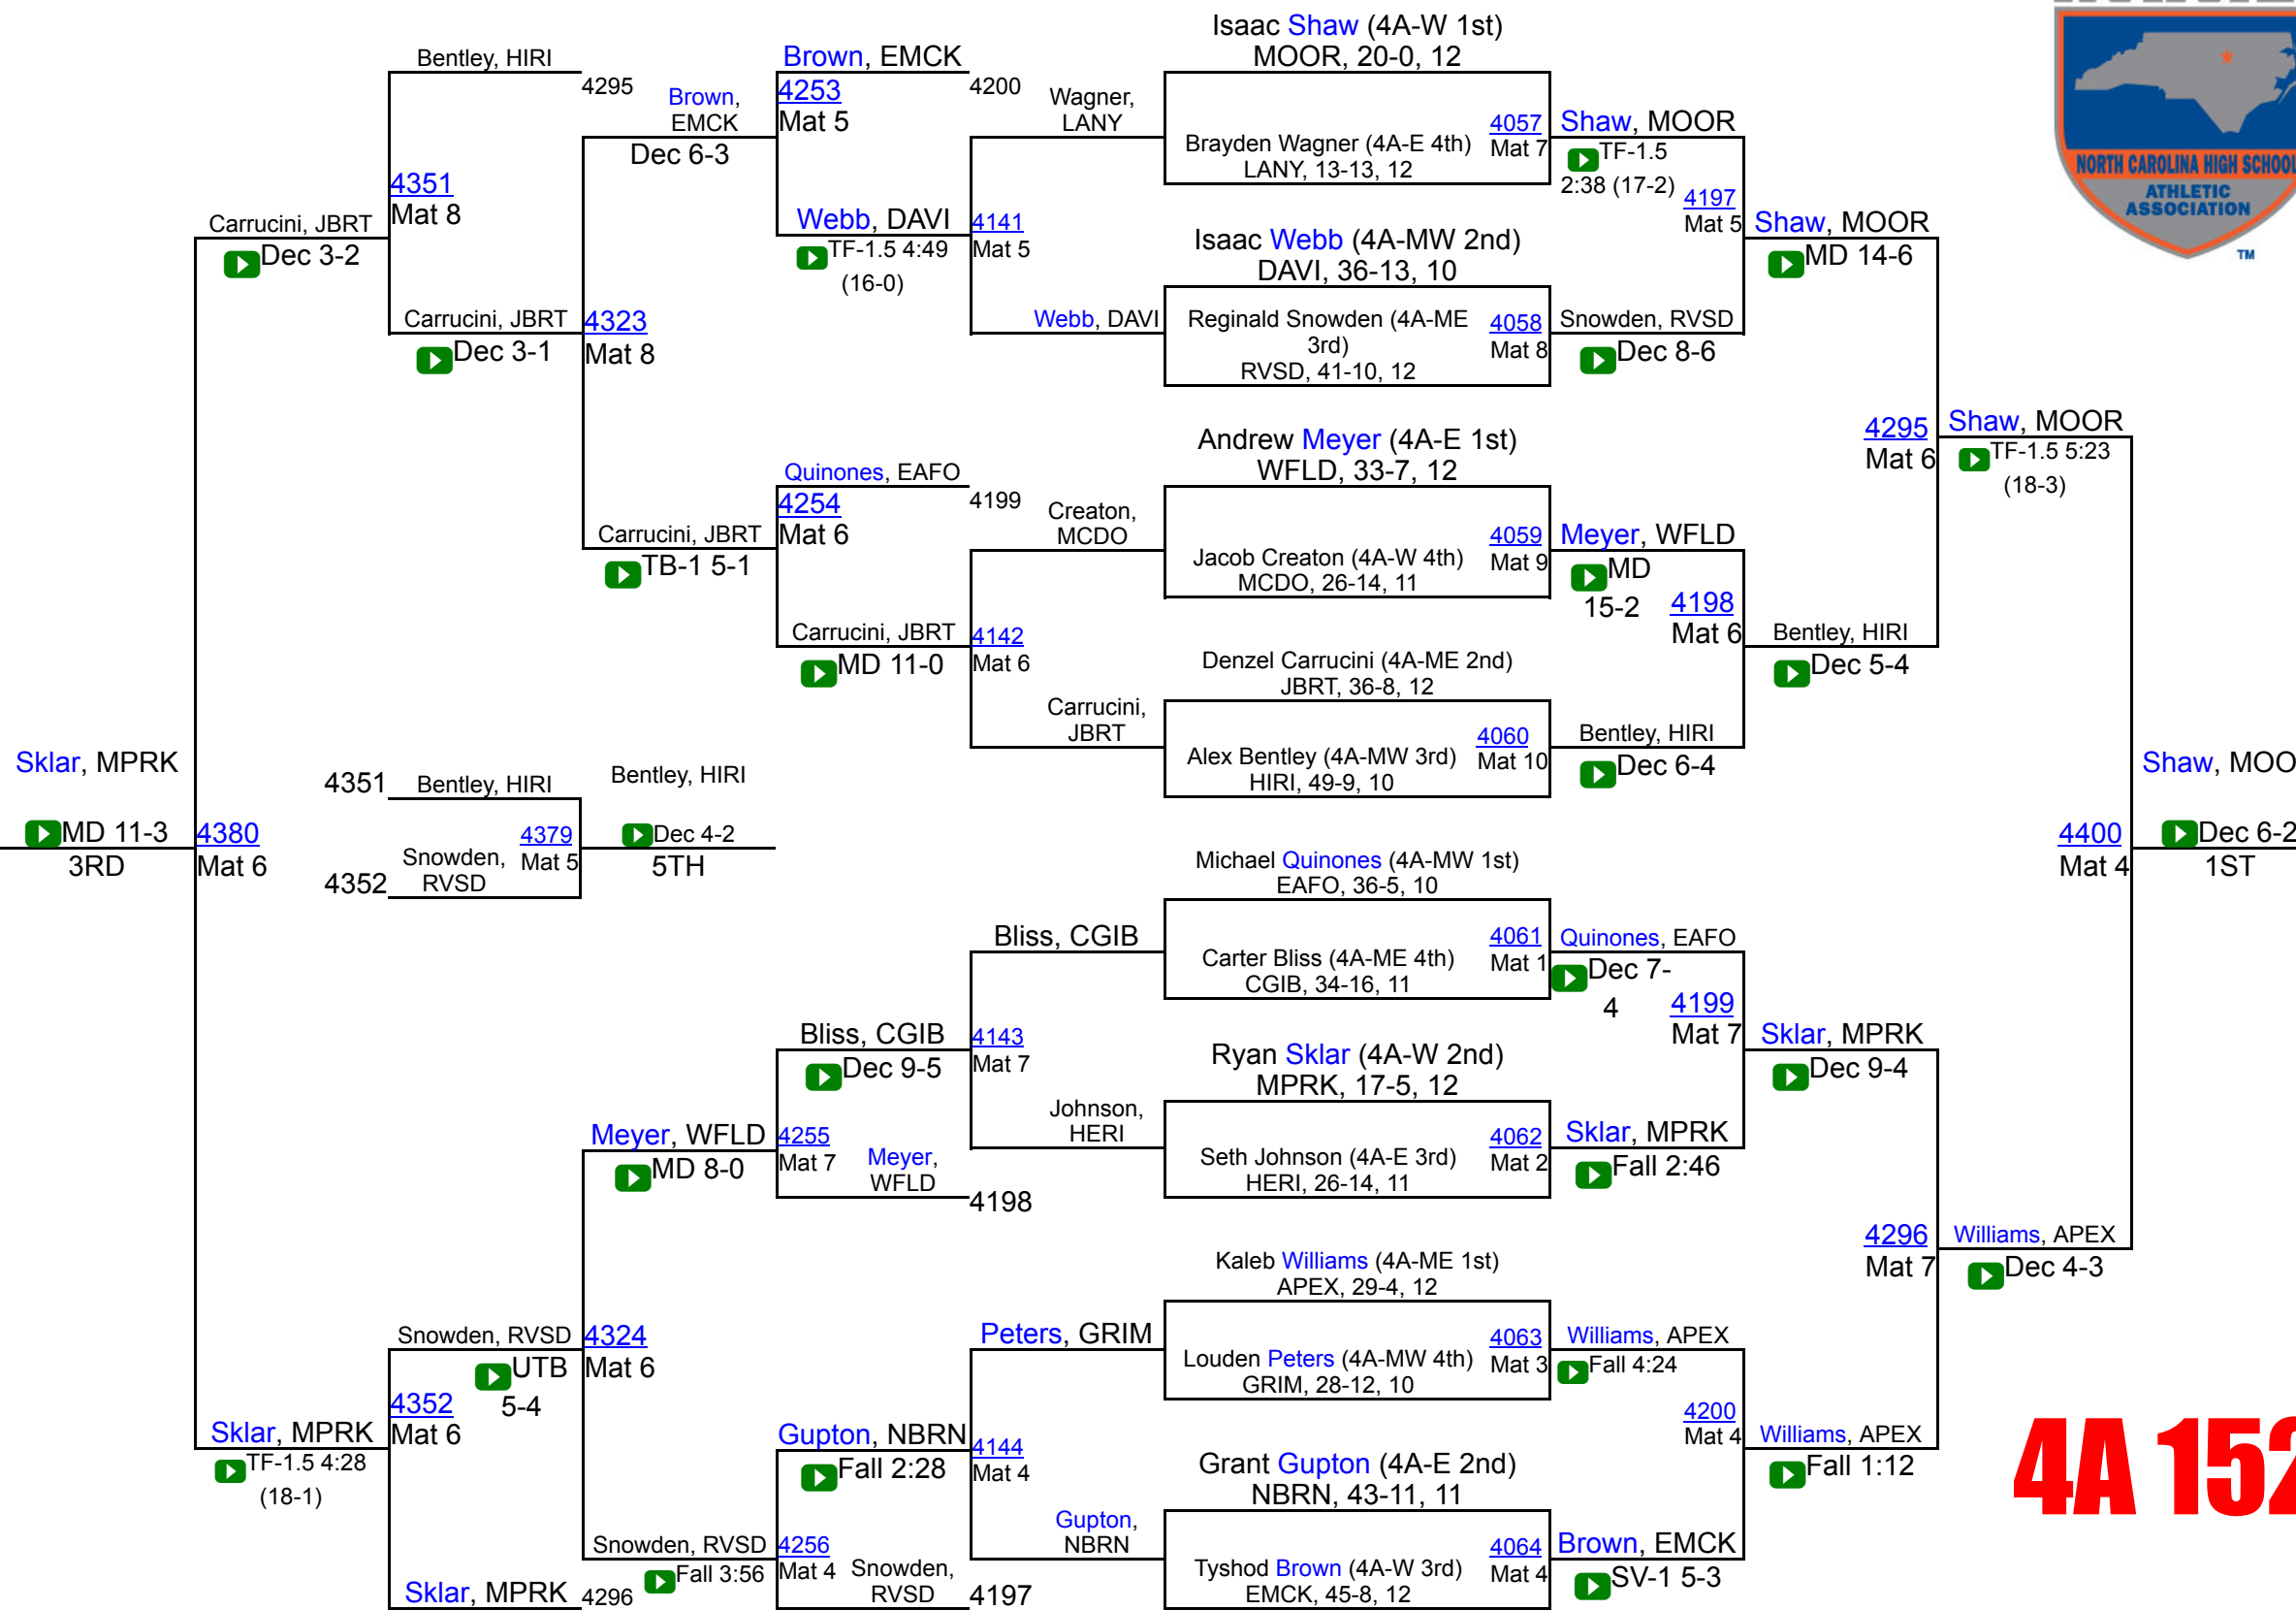 Bentley, HIRI
4295
4351
Mat 8
Carrucini, JBRT
Dec 3-2
Carrucini, JBRT
Dec 3-1
Brown,
EMCK
Dec 6-3
4323
Mat 8
Brown, EMCK
4200
4253
Mat 5
Webb, DAVI
TF-1.5 4:49
(16-0)
Quinones, EAFO
4199
4254
Mat 6
Carrucini, JBRT
TB-1 5-1
Carrucini, JBRT
MD 11-0
Wagner,
LANY
4141
Mat 5
Webb, DAVI
Creaton,
MCDO
4142
Mat 6
Carrucini,
JBRT
Isaac Shaw (4A-W 1st)
MOOR, 20-0, 12
Brayden Wagner (4A-E 4th)
LANY, 13-13, 12
4057
Mat 7
Isaac Webb (4A-MW 2nd)
DAVI, 36-13, 10
Reginald Snowden (4A-ME
3rd)
RVSD, 41-10, 12
4058
Mat 8
Andrew Meyer (4A-E 1st)
WFLD, 33-7, 12
Jacob Creaton (4A-W 4th)
MCDO, 26-14, 11
4059
Mat 9
Denzel Carrucini (4A-ME 2nd)
JBRT, 36-8, 12
Alex Bentley (4A-MW 3rd)
HIRI, 49-9, 10
4060
Mat 10
Shaw, MOOR
TF-1.5
2:38 (17-2)
4197
Mat 5
Snowden, RVSD
Dec 8-6
Shaw, MOOR
MD 14-6
Meyer, WFLD
MD
15-2
4198
Mat 6
Bentley, HIRI
Dec 6-4
Bentley, HIRI
Dec 5-4
4295
Mat 6
Shaw, MOOR
TF-1.5 5:23
(18-3)
NORTH CAROLINA HIGH SCHOOL
ATHLETIC
ASSOCIATION
TM
Sklar, MPRK
MD 11-3
3RD
4380
Mat 6
4351
Bentley, HIRI
4352
Snowden,
RVSD
4379
Mat 5
Bentley, HIRI
Dec 4-2
5TH
4400
Mat 4
Shaw, MOO
Dec 6-2
1ST
Michael Quinones (4A-MW 1st)
EAFO, 36-5, 10
Carter Bliss (4A-ME 4th)
CGIB, 34-16, 11
4061
Mat 1
Ryan Sklar (4A-W 2nd)
MPRK, 17-5, 12
Seth Johnson (4A-E 3rd)
HERI, 26-14, 11
4062
Mat 2
Kaleb Williams (4A-ME 1st)
APEX, 29-4, 12
Louden Peters (4A-MW 4th)
GRIM, 28-12, 10
4063
Mat 3
Grant Gupton (4A-E 2nd)
NBRN, 43-11, 11
Tyshod Brown (4A-W 3rd)
EMCK, 45-8, 12
4064
Mat 4
Quinones, EAFO
Dec 7-
4
4199
Mat 7
Sklar, MPRK
Fall 2:46
Sklar, MPRK
Dec 9-4
Williams, APEX
Fall 4:24
4200
Mat 4
Brown, EMCK
SV-1 5-3
Williams, APEX
Fall 1:12
4296
Mat 7
Williams, APEX
Dec 4-3
Bliss, CGIB
4143
Mat 7
Johnson,
HERI
Bliss, CGIB
Dec 9-5
4255
Mat 7
Meyer,
WFLD
4198
Meyer, WFLD
MD 8-0
Peters, GRIM
4144
Mat 4
Gupton,
NBRN
Gupton, NBRN
Fall 2:28
4256
Mat 4
Snowden,
RVSD
4197
Snowden, RVSD
Fall 3:56
4324
Mat 6
Snowden, RVSD
UTB
5-4
4352
Mat 6
Sklar, MPRK
4296
Sklar, MPRK
TF-1.5 4:28
(18-1)
4A 152